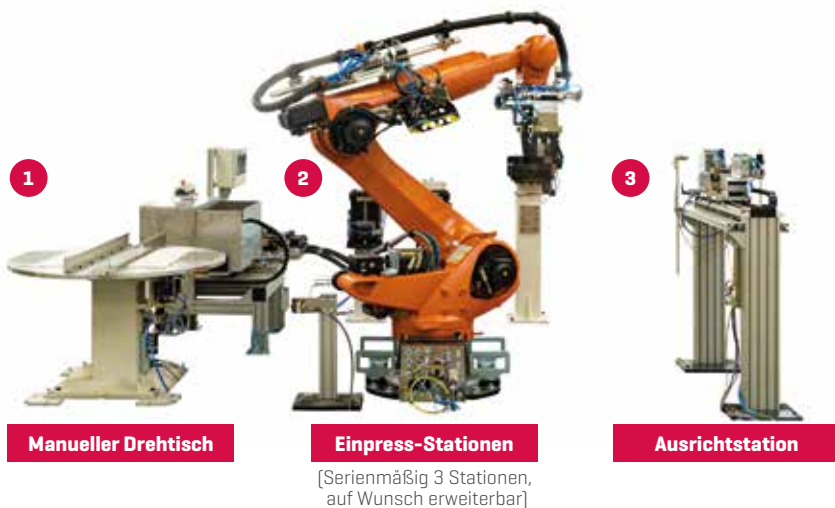 1
2
3
Manueller Drehtisch
Einpress-Stationen
Ausrichtstation
[Serienmäßig 3 Stationen,
auf Wunsch erweiterbar]